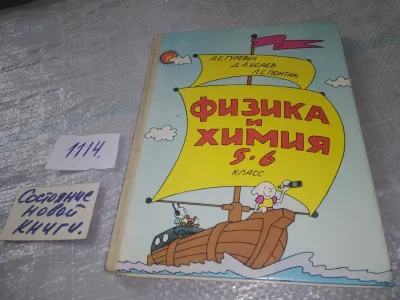 А.Е.ГУРЕВИЧ
Д.А.ИСАЕВ
Л.С.ПОНТАК
ФИЗИКА
И
ХИМИЯ
5·6
КЛАСС
1114,
Состояние
новой
книги.